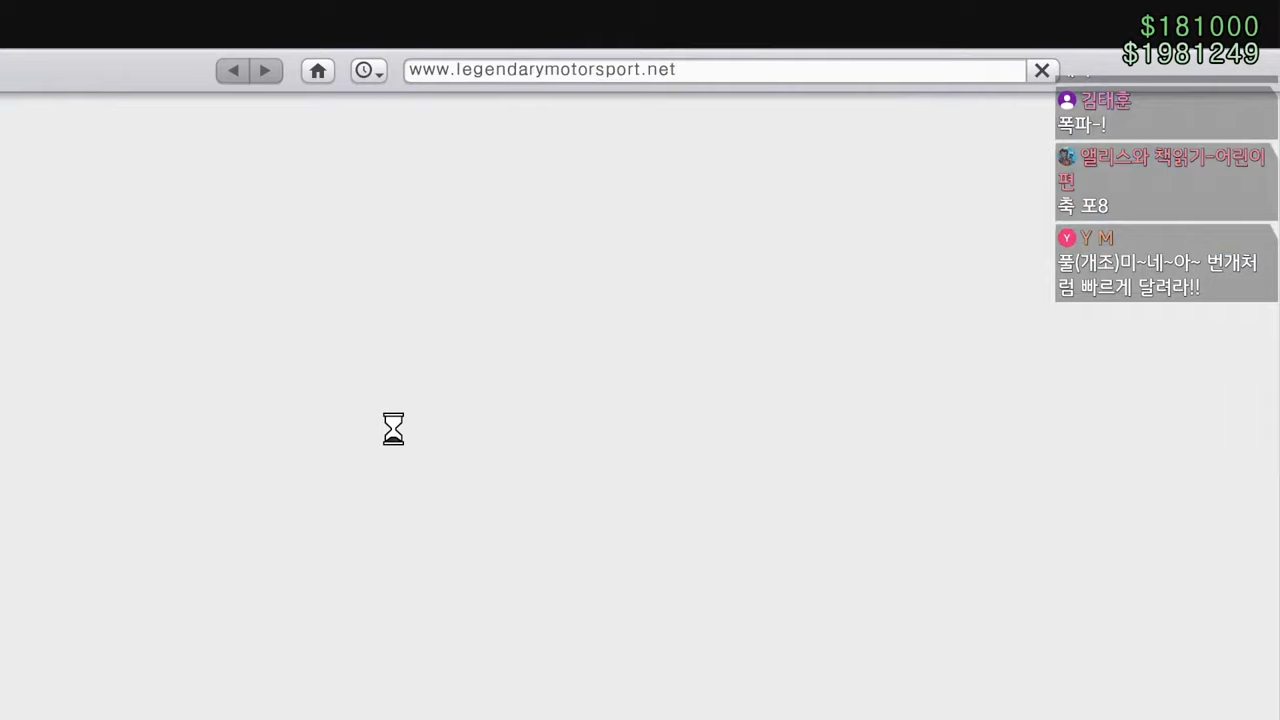 $181000
$1981249
www.legendarymotorsport.net
김태훈
폭파-!
앨리스와 책읽기-어린이
편
축 포8
Y Y M
풀(개조)미~네~아~ 번개처
럼 빠르게 달려라!!